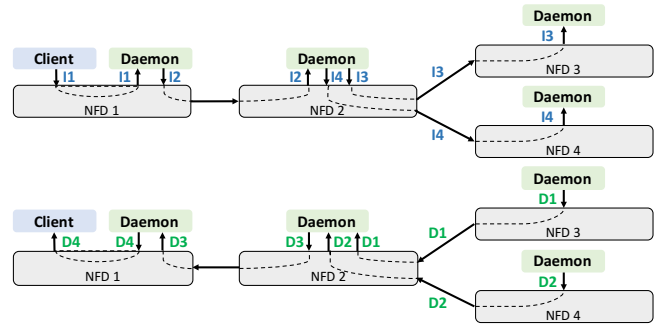 Daemon
I3
NFD 3
Client Daemon Daemon
I1 I1 I2 I2 I4 I3
NFD 1 NFD 2
I3
I4
Daemon
I4
NFD 4
Daemon
D1
NFD 3
Client Daemon Daemon
D4 D4 D3 D3 D2 D1
NFD 1 NFD 2
D1
D2
Daemon
D2
NFD 4